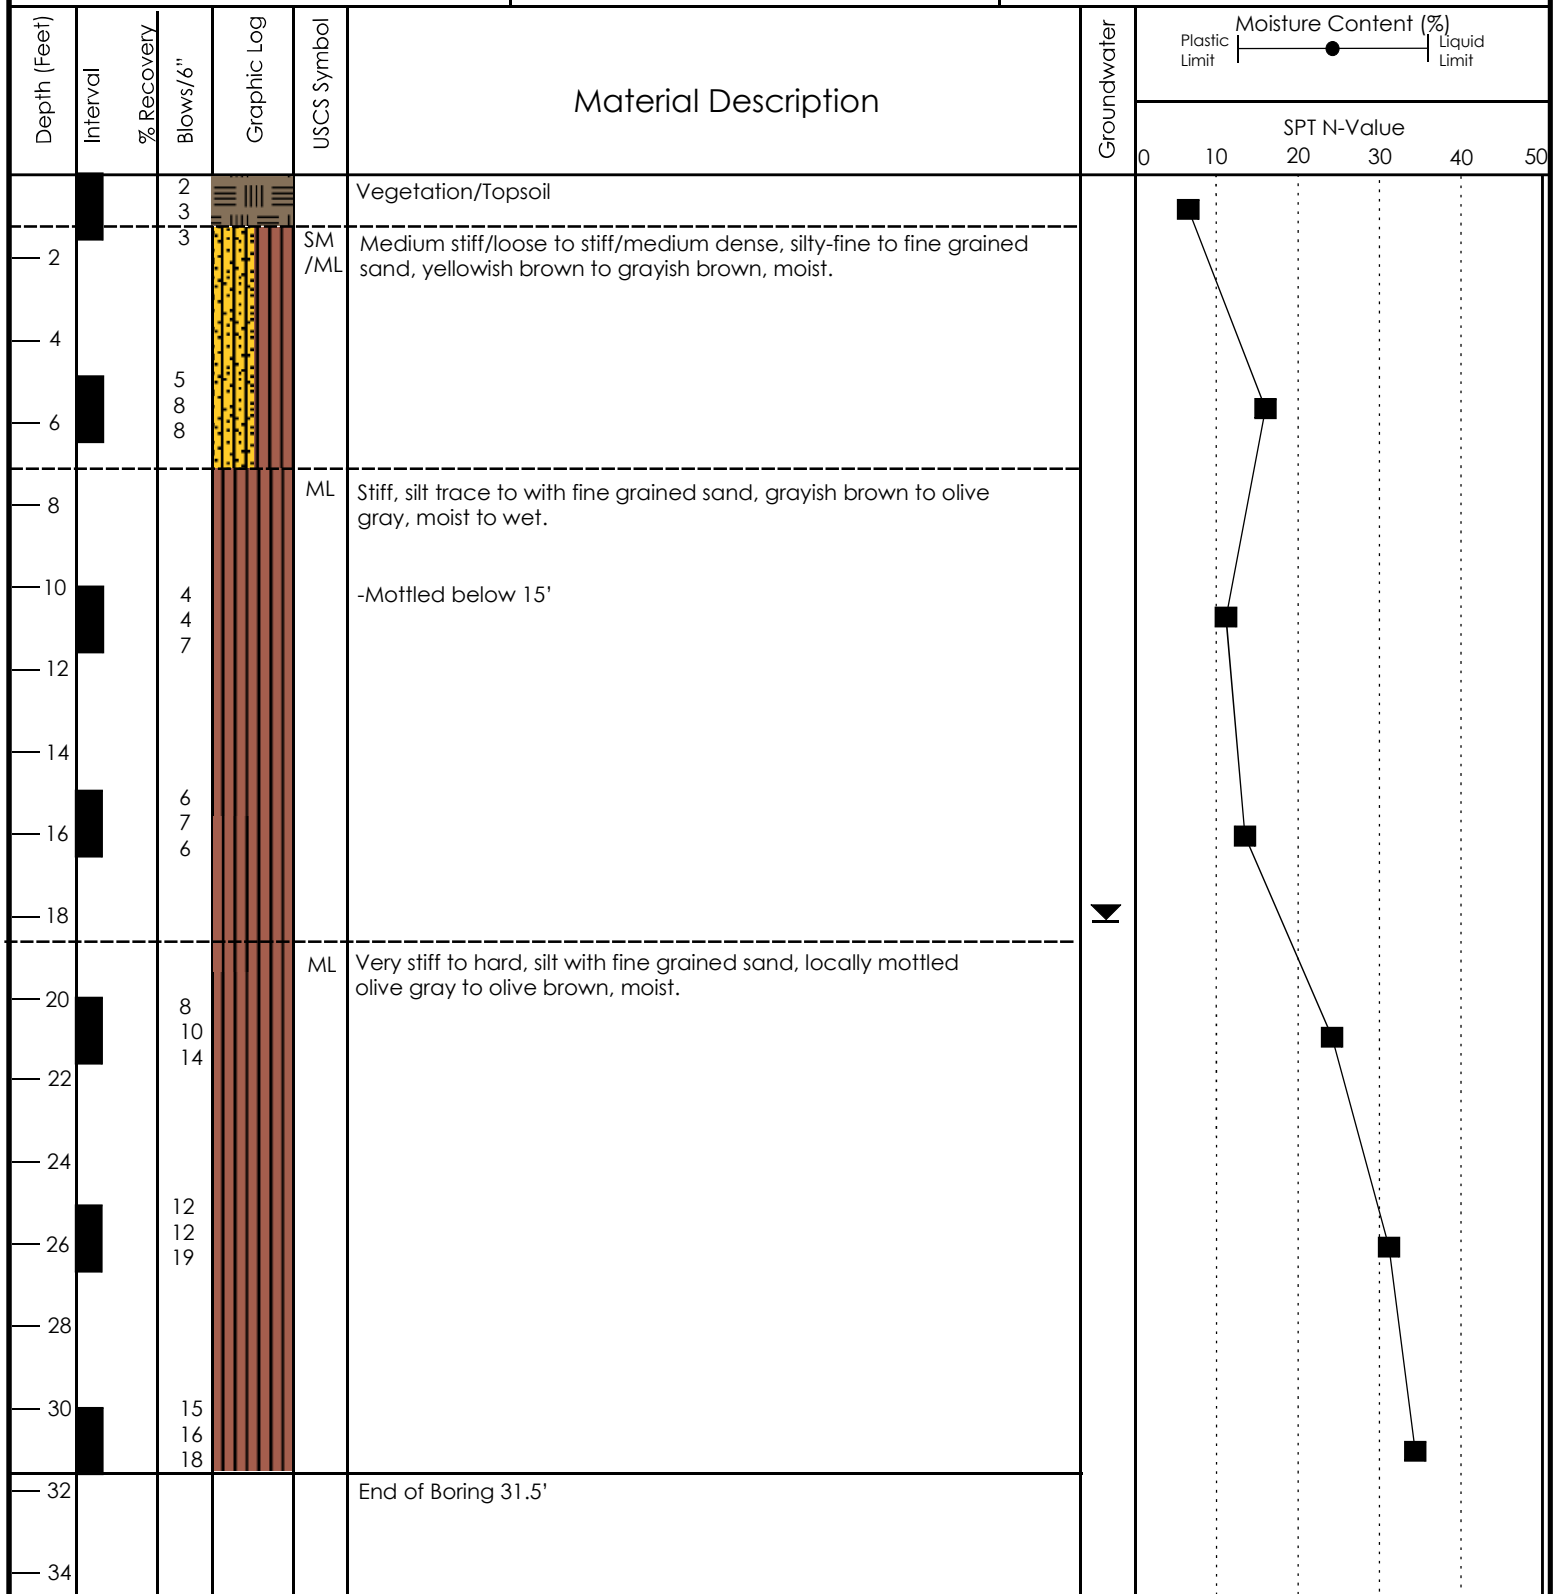 Depth (Feet)
Interval
% Recovery
Blows/6”
Graphic Log
USCS Symbol
Material Description
Groundwater
Moisture Content (%)
Plastic
Limit
Liquid
Limit
SPT N-Value
0 10 20 30 40 50
2
3
3
Vegetation/Topsoil
SM
/ML
Medium stiff/loose to stiff/medium dense, silty-fine to fine grained
sand, yellowish brown to grayish brown, moist.
2
4
5
8
8
6
ML
Stiff, silt trace to with fine grained sand, grayish brown to olive
gray, moist to wet.
8
10
4
4
7
-Mottled below 15’
12
14
6
7
6
16
18
ML
Very stiff to hard, silt with fine grained sand, locally mottled
olive gray to olive brown, moist.
20
8
10
14
22
24
12
12
19
26
28
30
15
16
18
End of Boring 31.5’
32
34